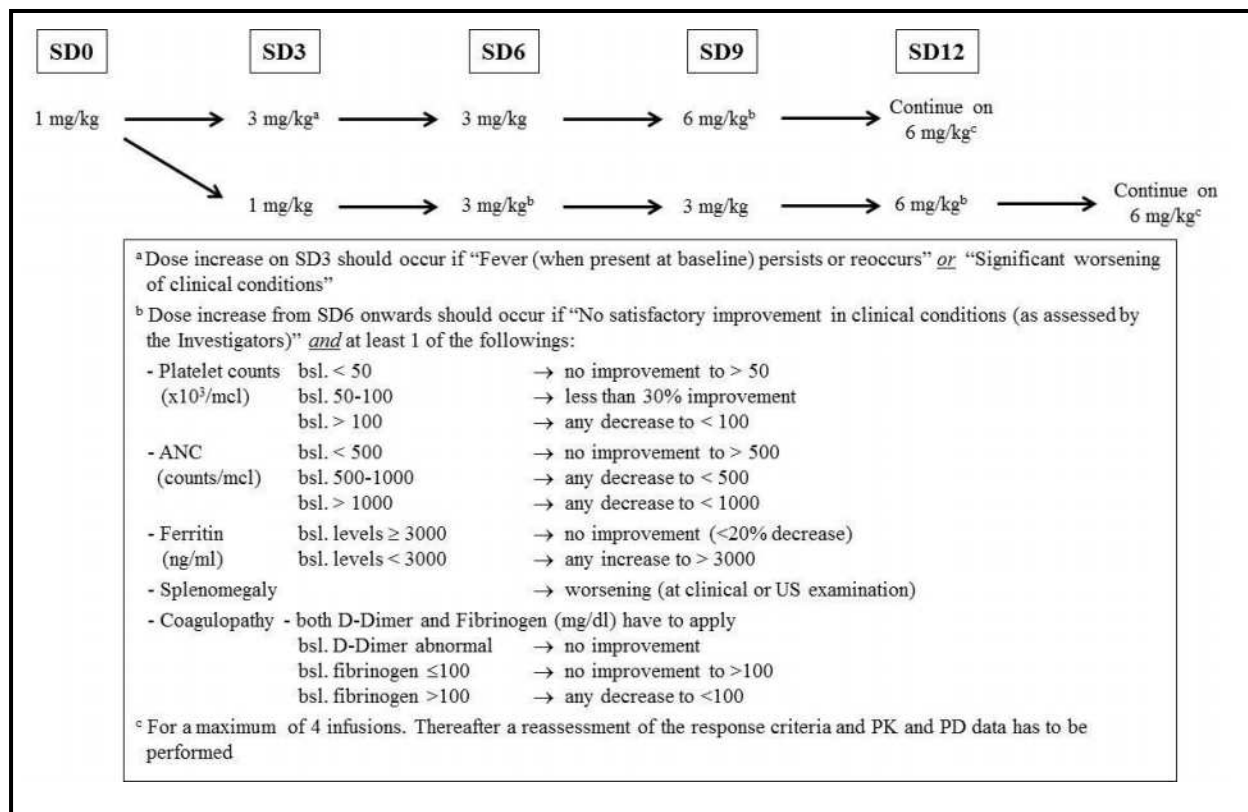 SD0 SD3 SD6 SD9 SD12
1 mg/kg → 3 mg/kgᵃ → 3 mg/kg → 6 mg/kgᵇ → Continue on
6 mg/kgᶜ
1 mg/kg → 3 mg/kgᵇ → 3 mg/kg → 6 mg/kgᵇ → Continue on
6 mg/kgᶜ
ᵃ Dose increase on SD3 should occur if “Fever (when present at baseline) persists or reoccurs” or “Significant worsening
of clinical conditions”
ᵇ Dose increase from SD6 onwards should occur if “No satisfactory improvement in clinical conditions (as assessed by
the Investigators)” and at least 1 of the followings:
- Platelet counts bsl. < 50 → no improvement to > 50
(x10³/mcl) bsl. 50-100 → less than 30% improvement
bsl. > 100 → any decrease to < 100
- ANC bsl. < 500 → no improvement to > 500
(counts/mcl) bsl. 500-1000 → any decrease to < 500
bsl. > 1000 → any decrease to < 1000
- Ferritin bsl. levels ≥ 3000 → no improvement (<20% decrease)
(ng/ml) bsl. levels < 3000 → any increase to > 3000
- Splenomegaly → worsening (at clinical or US examination)
- Coagulopathy - both D-Dimer and Fibrinogen (mg/dl) have to apply
bsl. D-Dimer abnormal → no improvement
bsl. fibrinogen ≤100 → no improvement to >100
bsl. fibrinogen >100 → any decrease to <100
ᶜ For a maximum of 4 infusions. Thereafter a reassessment of the response criteria and PK and PD data has to be
performed